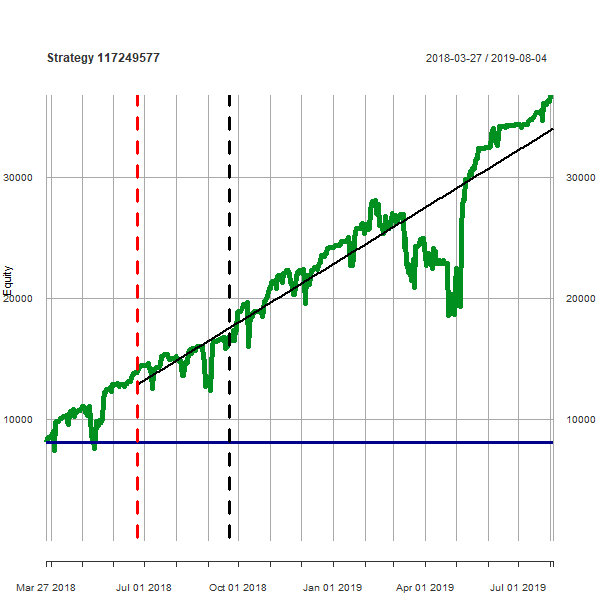 Strategy 117249577
2018-03-27 / 2019-08-04
30000
30000
Equity
20000
20000
10000
10000
Mar 27 2018
Jul 01 2018
Oct 01 2018
Jan 01 2019
Apr 01 2019
Jul 01 2019